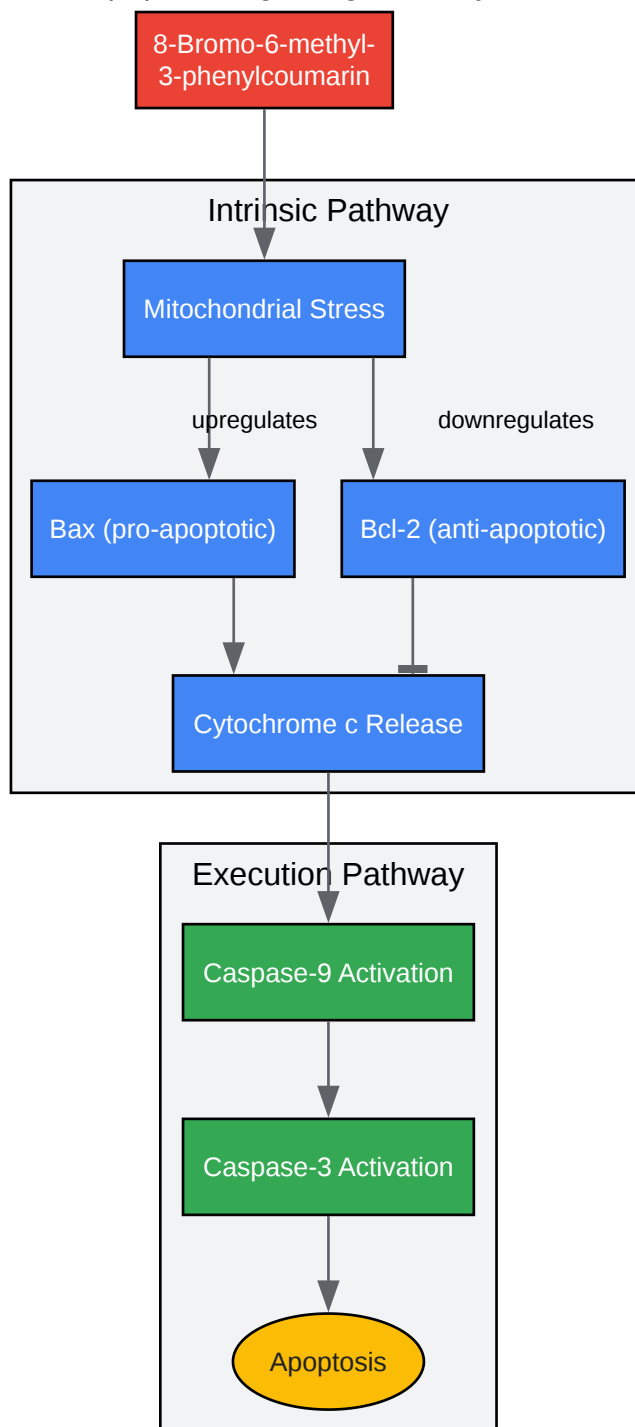 8-Bromo-6-methyl-
3-phenylcoumarin
Intrinsic Pathway
Mitochondrial Stress
upregulates
downregulates
Bax (pro-apoptotic)
Bcl-2 (anti-apoptotic)
Cytochrome c Release
Execution Pathway
Caspase-9 Activation
Caspase-3 Activation
Apoptosis